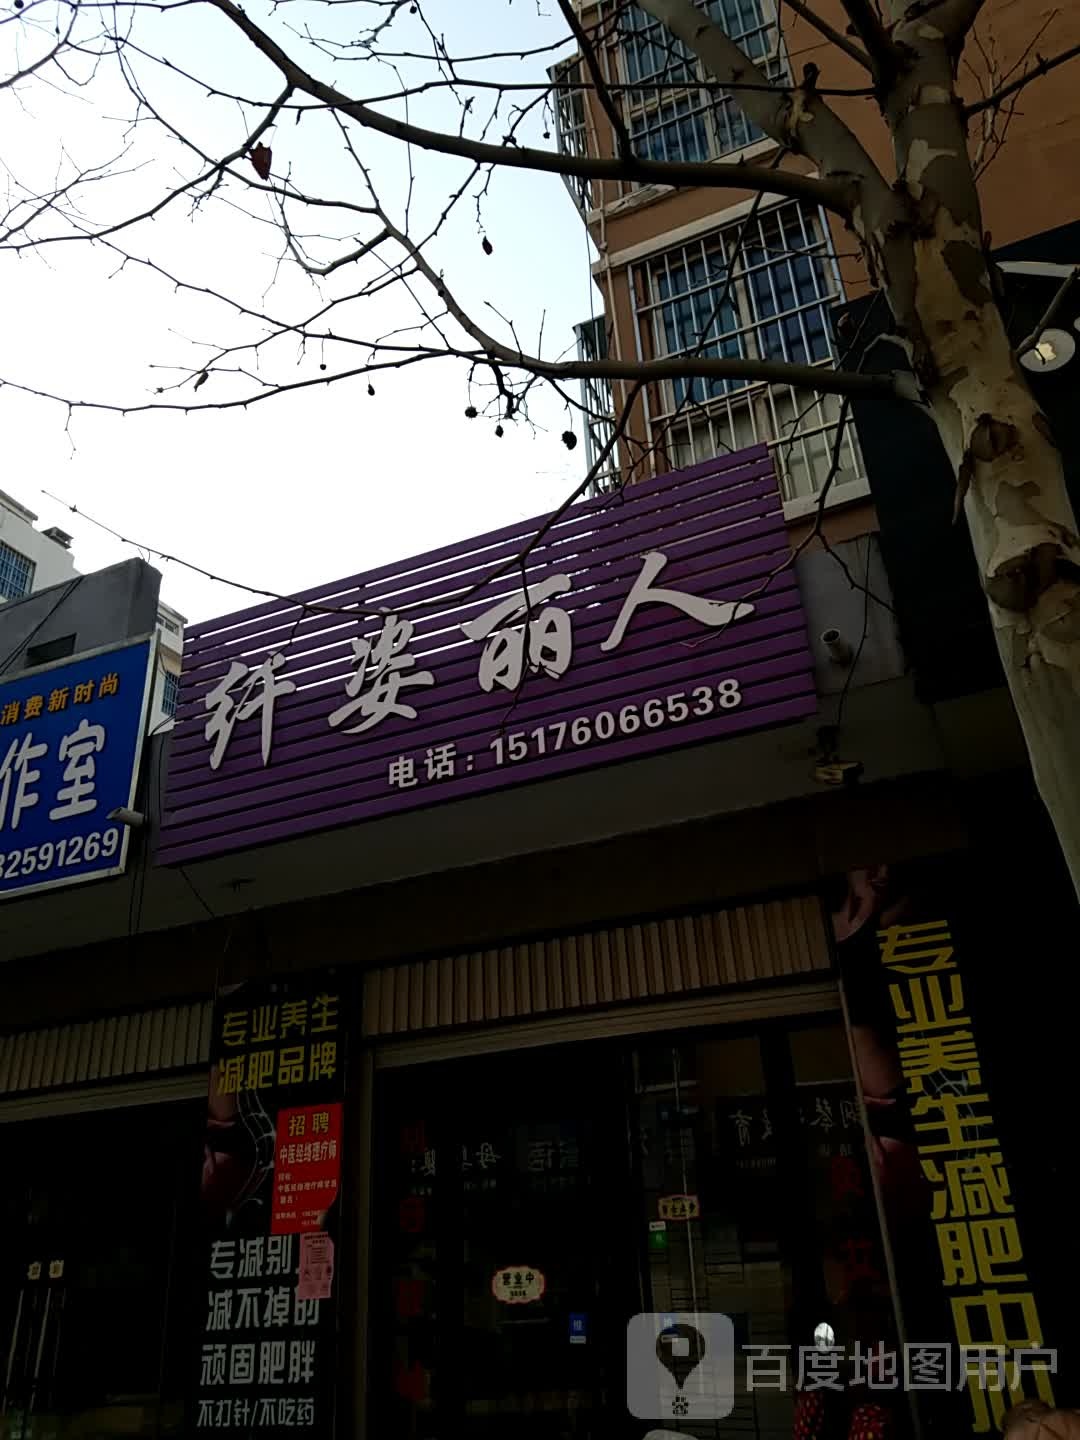 纤姿丽人
电话：15176066538
消费新时尚
作室
82591269
专业养生
减肥品牌
招聘
中医经络理疗师
专减别人
减不掉的
顽固肥胖
不打针/不吃药
营业中
专业养生减肥中心
百度地图用户